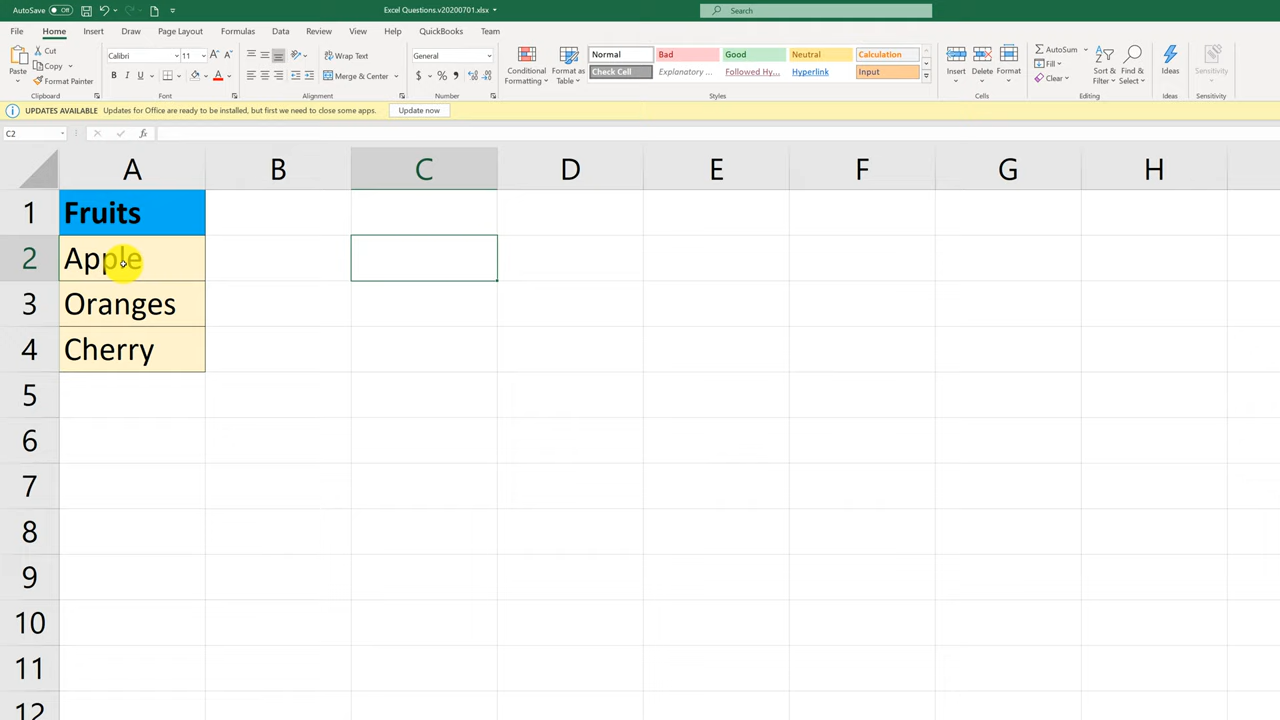 AutoSave Off Excel Questions.v20200701.xlsx Search
File Home Insert Draw Page Layout Formulas Data Review View Help QuickBooks Team
Paste
Cut
Copy
Format Painter
Clipboard
Calibri 11 A A
B I U A
Font
Wrap Text
Merge & Center
Alignment
General
$ % ,
Number
Conditional Formatting
Format as Table
Normal Bad Good Neutral Calculation
Check Cell Explanatory ... Followed Hy... Hyperlink Input
Styles
Insert Delete Format
Cells
AutoSum
Fill
Clear
Sort & Filter
Find & Select
Editing
Ideas
Ideas
Sensitivity
Sensitivity
UPDATES AVAILABLE Updates for Office are ready to be installed, but first we need to close some apps. Update now
C2 fx
A B C D E F G H
1 Fruits
2 Apple
3 Oranges
4 Cherry
5
6
7
8
9
10
11
12